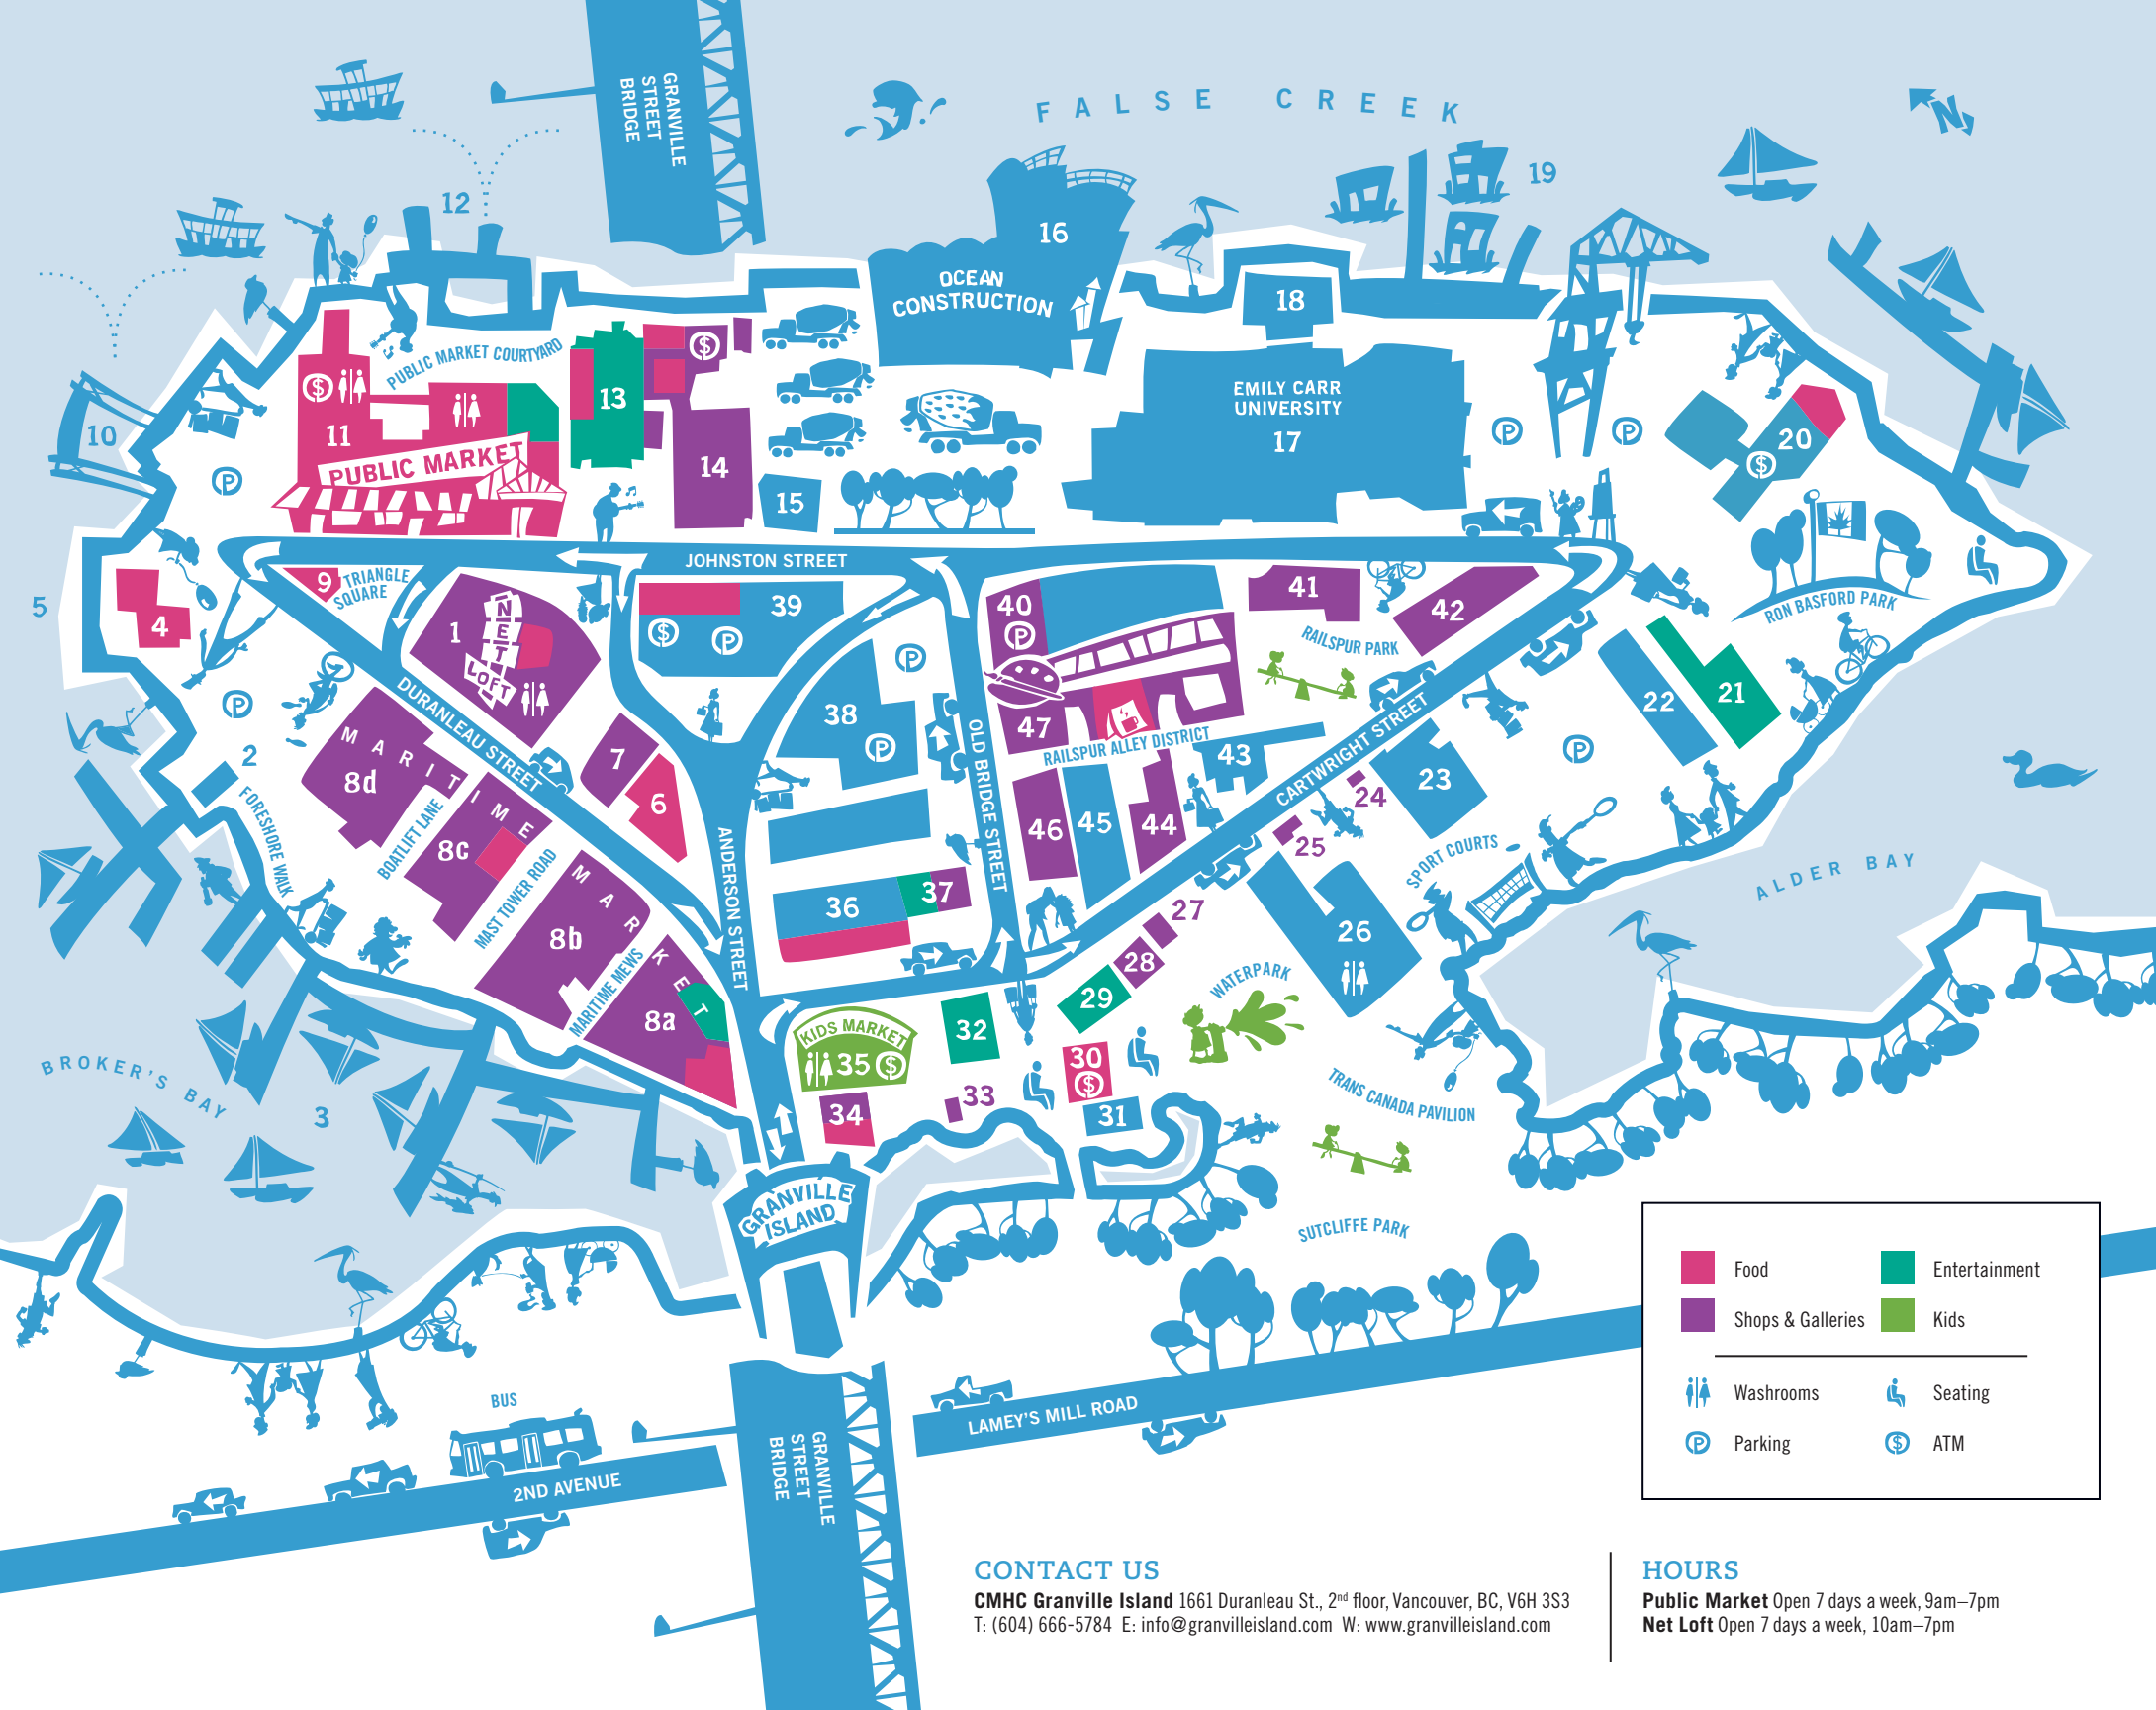 GRANVILLE
STREET
BRIDGE
FALSE CREEK
N
12
19
16
OCEAN
CONSTRUCTION
18
PUBLIC MARKET COURTYARD
$
$
13
11
10
PUBLIC MARKET
P
14
15
EMILY CARR
UNIVERSITY
17
P
P
20
$
JOHNSTON STREET
RON BASFORD PARK
5
4
9
TRIANGLE
SQUARE
1
NET
LOFT
39
$
P
40
P
41
42
RAILSPUR PARK
P
P
DURANLEAU STREET
38
P
OLD BRIDGE STREET
47
RAILSPUR ALLEY DISTRICT
43
CARTWRIGHT STREET
22
21
P
2
FORESHORE WALK
MARITIME
8d
BOATLIFT LANE
8c
MAST TOWER ROAD
7
6
ANDERSON STREET
46
45
44
24
23
25
SPORT COURTS
ALDER BAY
MARKET
8b
MARITIME MEWS
8a
36
37
27
28
29
26
WATERPARK
BROKER'S BAY
3
KIDS MARKET
35
$
32
30
$
31
33
34
TRANS CANADA PAVILION
GRANVILLE
ISLAND
SUTCLIFFE PARK
BUS
2ND AVENUE
LAMEY'S MILL ROAD
GRANVILLE
STREET
BRIDGE
Food
Entertainment
Shops & Galleries
Kids
Washrooms
Seating
P Parking
$ ATM
CONTACT US
CMHC Granville Island 1661 Duranleau St., 2nd floor, Vancouver, BC, V6H 3S3
T: (604) 666-5784 E: info@granvilleisland.com W: www.granvilleisland.com
HOURS
Public Market Open 7 days a week, 9am–7pm
Net Loft Open 7 days a week, 10am–7pm